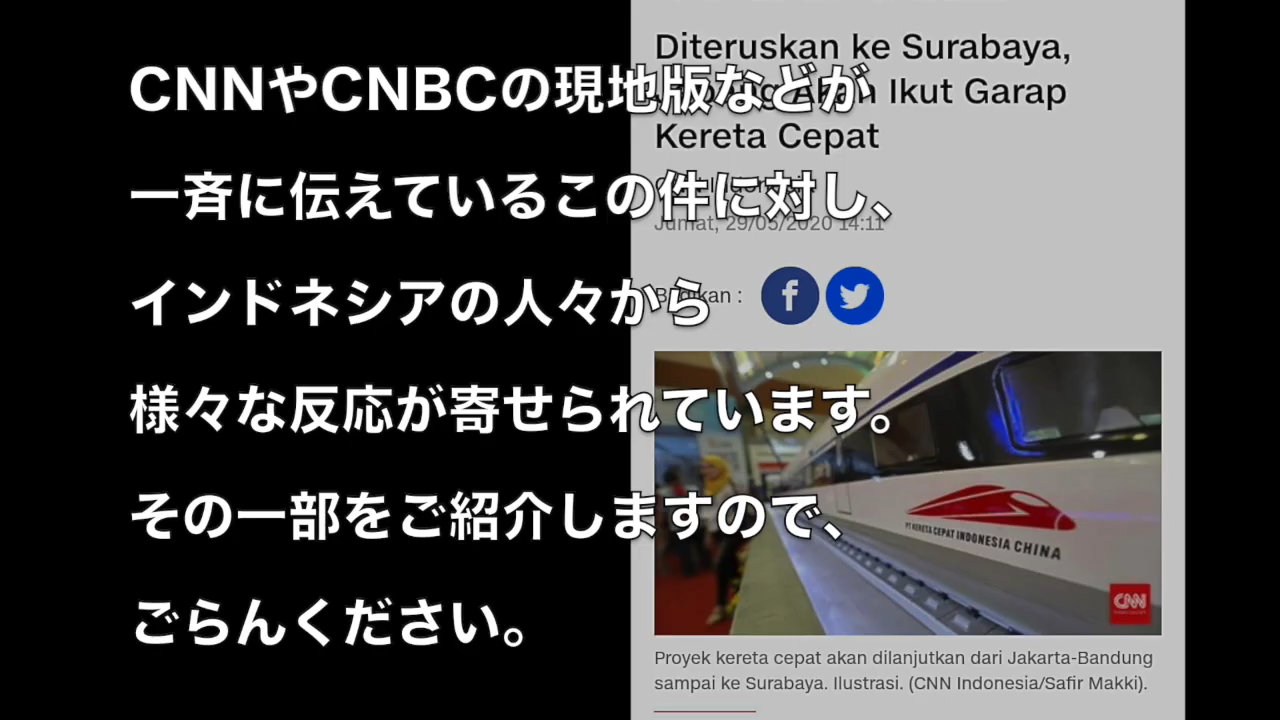 CNNやCNBCの現地版などが
一斉に伝えているこの件に対し、
インドネシアの人々から
様々な反応が寄せられています。
その一部をご紹介しますので、
ごらんください。
Diteruskan ke Surabaya,
Ikut Garap
Kereta Cepat
Jumat, 29/05/2020 14:11
PT KERETA CEPAT INDONESIA CHINA
CNN
Proyek kereta cepat akan dilanjutkan dari Jakarta-Bandung
sampai ke Surabaya. Ilustrasi. (CNN Indonesia/Safir Makki).